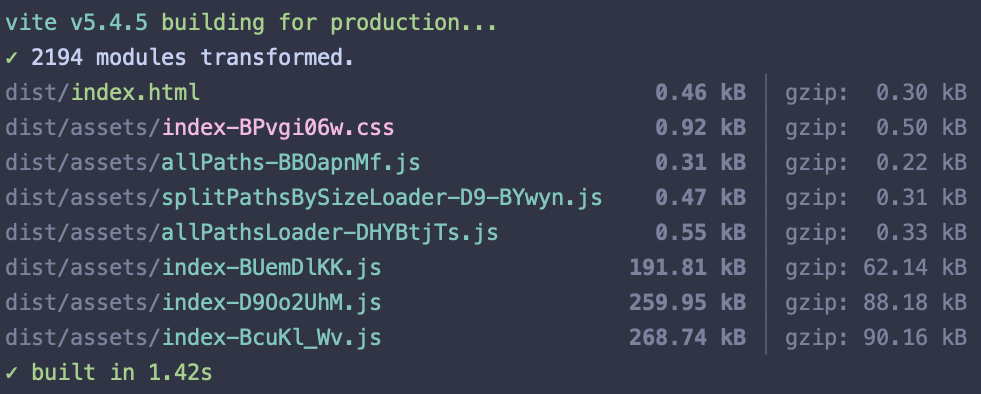 vite v5.4.5 building for production...
✓ 2194 modules transformed.
dist/index.html 0.46 kB │ gzip: 0.30 kB
dist/assets/index-BPvgi06w.css 0.92 kB │ gzip: 0.50 kB
dist/assets/allPaths-BBOapnMf.js 0.31 kB │ gzip: 0.22 kB
dist/assets/splitPathsBySizeLoader-D9-BYwyn.js 0.47 kB │ gzip: 0.31 kB
dist/assets/allPathsLoader-DHYBtjTs.js 0.55 kB │ gzip: 0.33 kB
dist/assets/index-BUemDlKK.js 191.81 kB │ gzip: 62.14 kB
dist/assets/index-D9Oo2UhM.js 259.95 kB │ gzip: 88.18 kB
dist/assets/index-BcuKl_Wv.js 268.74 kB │ gzip: 90.16 kB
✓ built in 1.42s